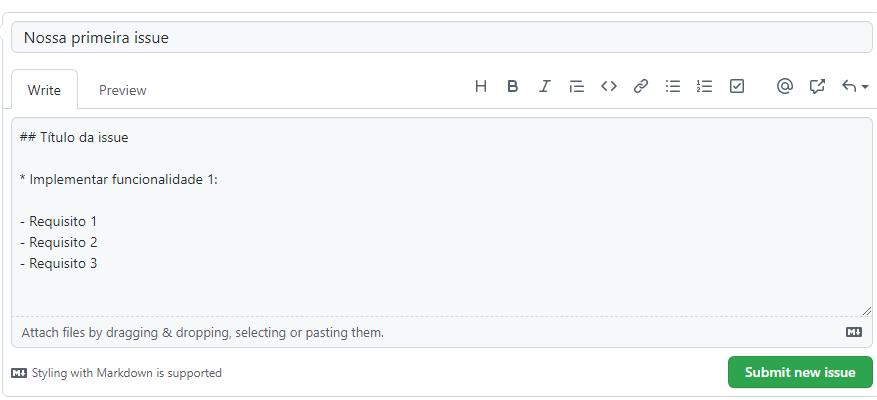 Nossa primeira issue
Write Preview
## Título da issue
* Implementar funcionalidade 1:
- Requisito 1
- Requisito 2
- Requisito 3
Attach files by dragging & dropping, selecting or pasting them.
Styling with Markdown is supported
Submit new issue